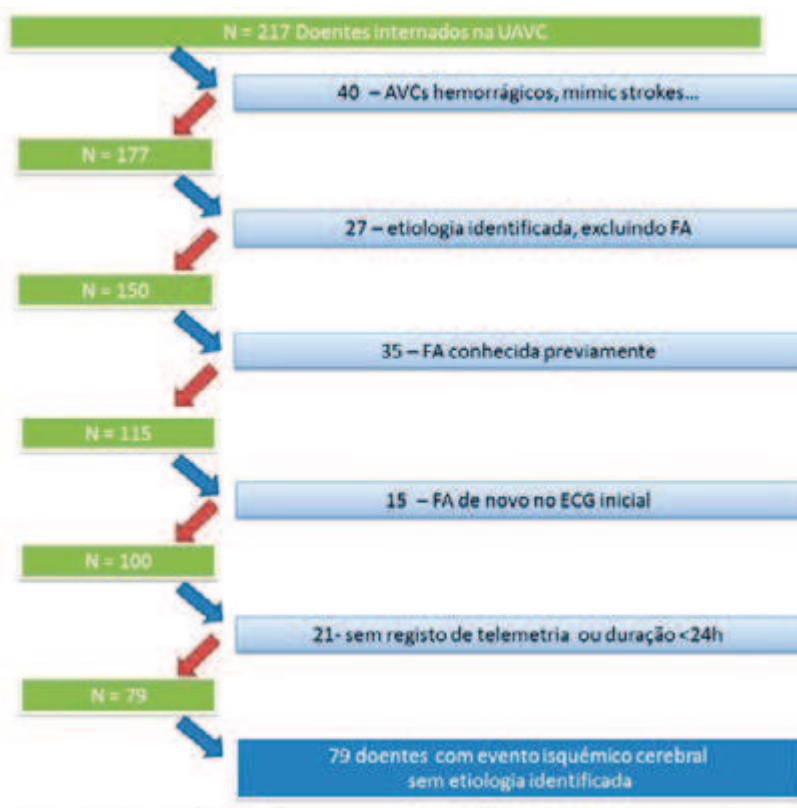 N = 217 Doentes internados na UAVC
40 – AVCs hemorrágicos, mimic strokes...
N = 177
27 – etiologia identificada, excluindo FA
N = 150
35 – FA conhecida previamente
N = 115
15 – FA de novo no ECG inicial
N = 100
21- sem registo de telemetria ou duração <24h
N = 79
79 doentes com evento isquémico cerebral
sem etiologia identificada